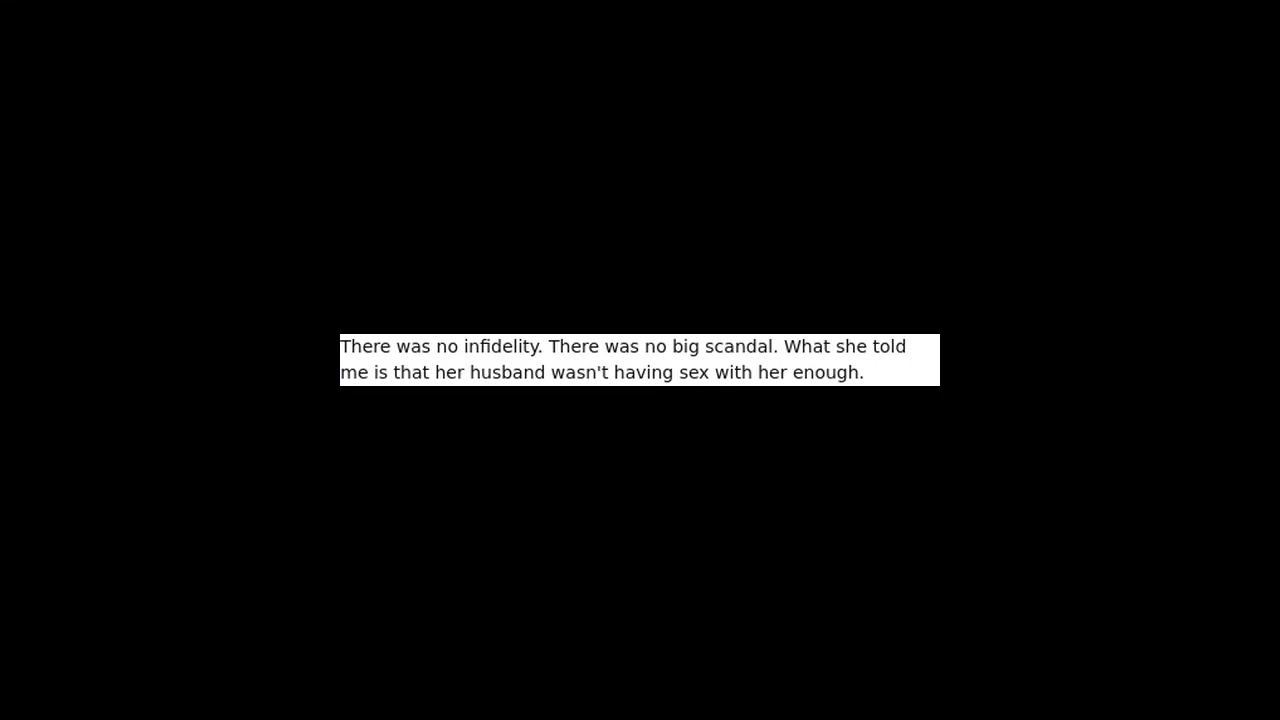 There was no infidelity. There was no big scandal. What she told
me is that her husband wasn't having sex with her enough.